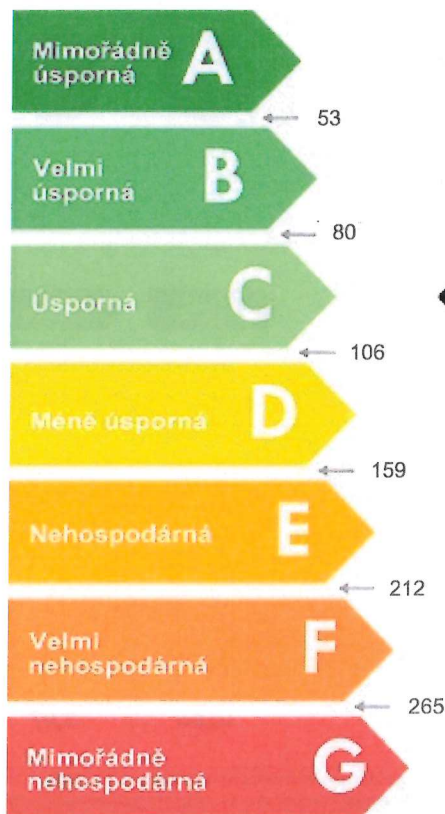 Mimořádně
úsporná
A
53
Velmi
úsporná
B
80
Úsporná
C
106
Méně úsporná
D
159
Nehospodárná
E
212
Velmi
nehospodárná
F
265
Mimořádně
nehospodárná
G